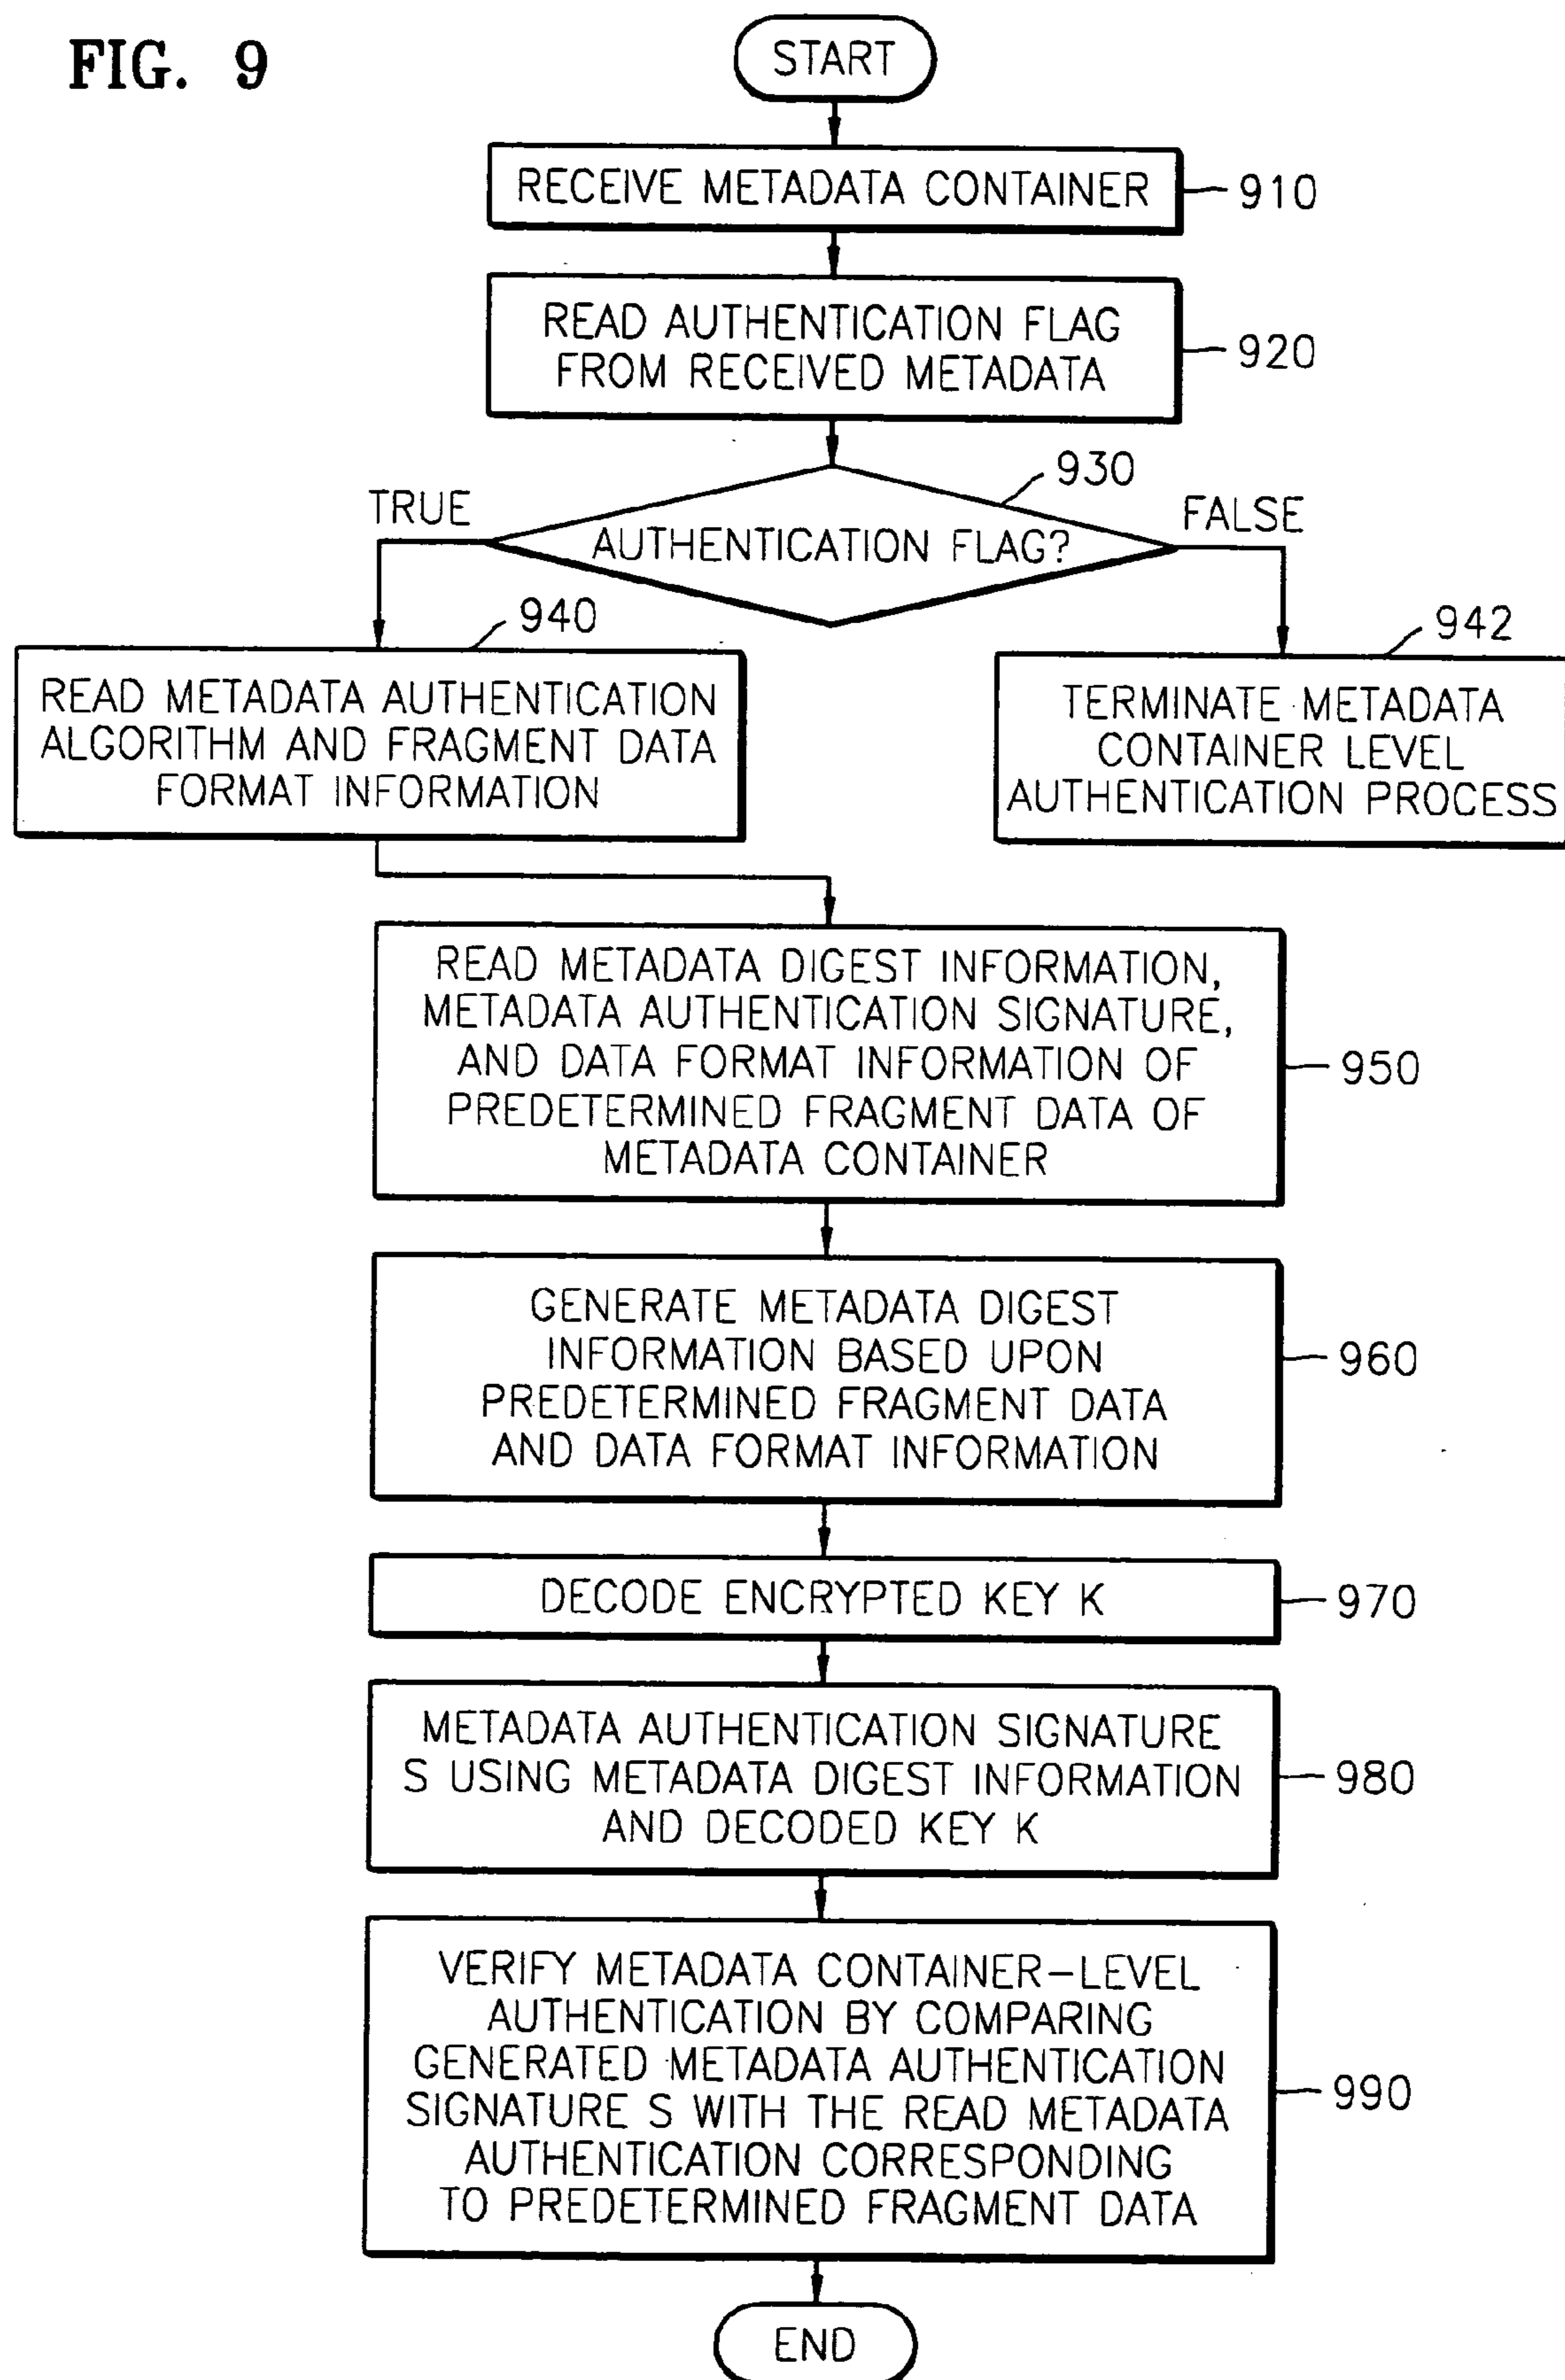 FIG. 9
START
RECEIVE METADATA CONTAINER
910
READ AUTHENTICATION FLAG
FROM RECEIVED METADATA
920
930
TRUE
FALSE
AUTHENTICATION FLAG?
940
942
READ METADATA AUTHENTICATION
ALGORITHM AND FRAGMENT DATA
FORMAT INFORMATION
TERMINATE METADATA
CONTAINER LEVEL
AUTHENTICATION PROCESS
READ METADATA DIGEST INFORMATION,
METADATA AUTHENTICATION SIGNATURE,
AND DATA FORMAT INFORMATION OF
PREDETERMINED FRAGMENT DATA OF
METADATA CONTAINER
950
GENERATE METADATA DIGEST
INFORMATION BASED UPON
PREDETERMINED FRAGMENT DATA
AND DATA FORMAT INFORMATION
960
DECODE ENCRYPTED KEY K
970
METADATA AUTHENTICATION SIGNATURE
S USING METADATA DIGEST INFORMATION
AND DECODED KEY K
980
VERIFY METADATA CONTAINER-LEVEL
AUTHENTICATION BY COMPARING
GENERATED METADATA AUTHENTICATION
SIGNATURE S WITH THE READ METADATA
AUTHENTICATION CORRESPONDING
TO PREDETERMINED FRAGMENT DATA
990
END